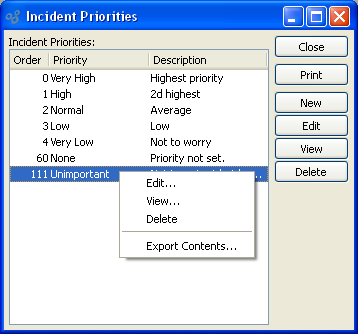 Incident Priorities
Incident Priorities:
Order Priority Description
0 Very High Highest priority
1 High 2d highest
2 Normal Average
3 Low Low
4 Very Low Not to worry
60 None Priority not set.
111 Unimportant
Edit...
View...
Delete
Export Contents...
Close
Print
New
Edit
View
Delete